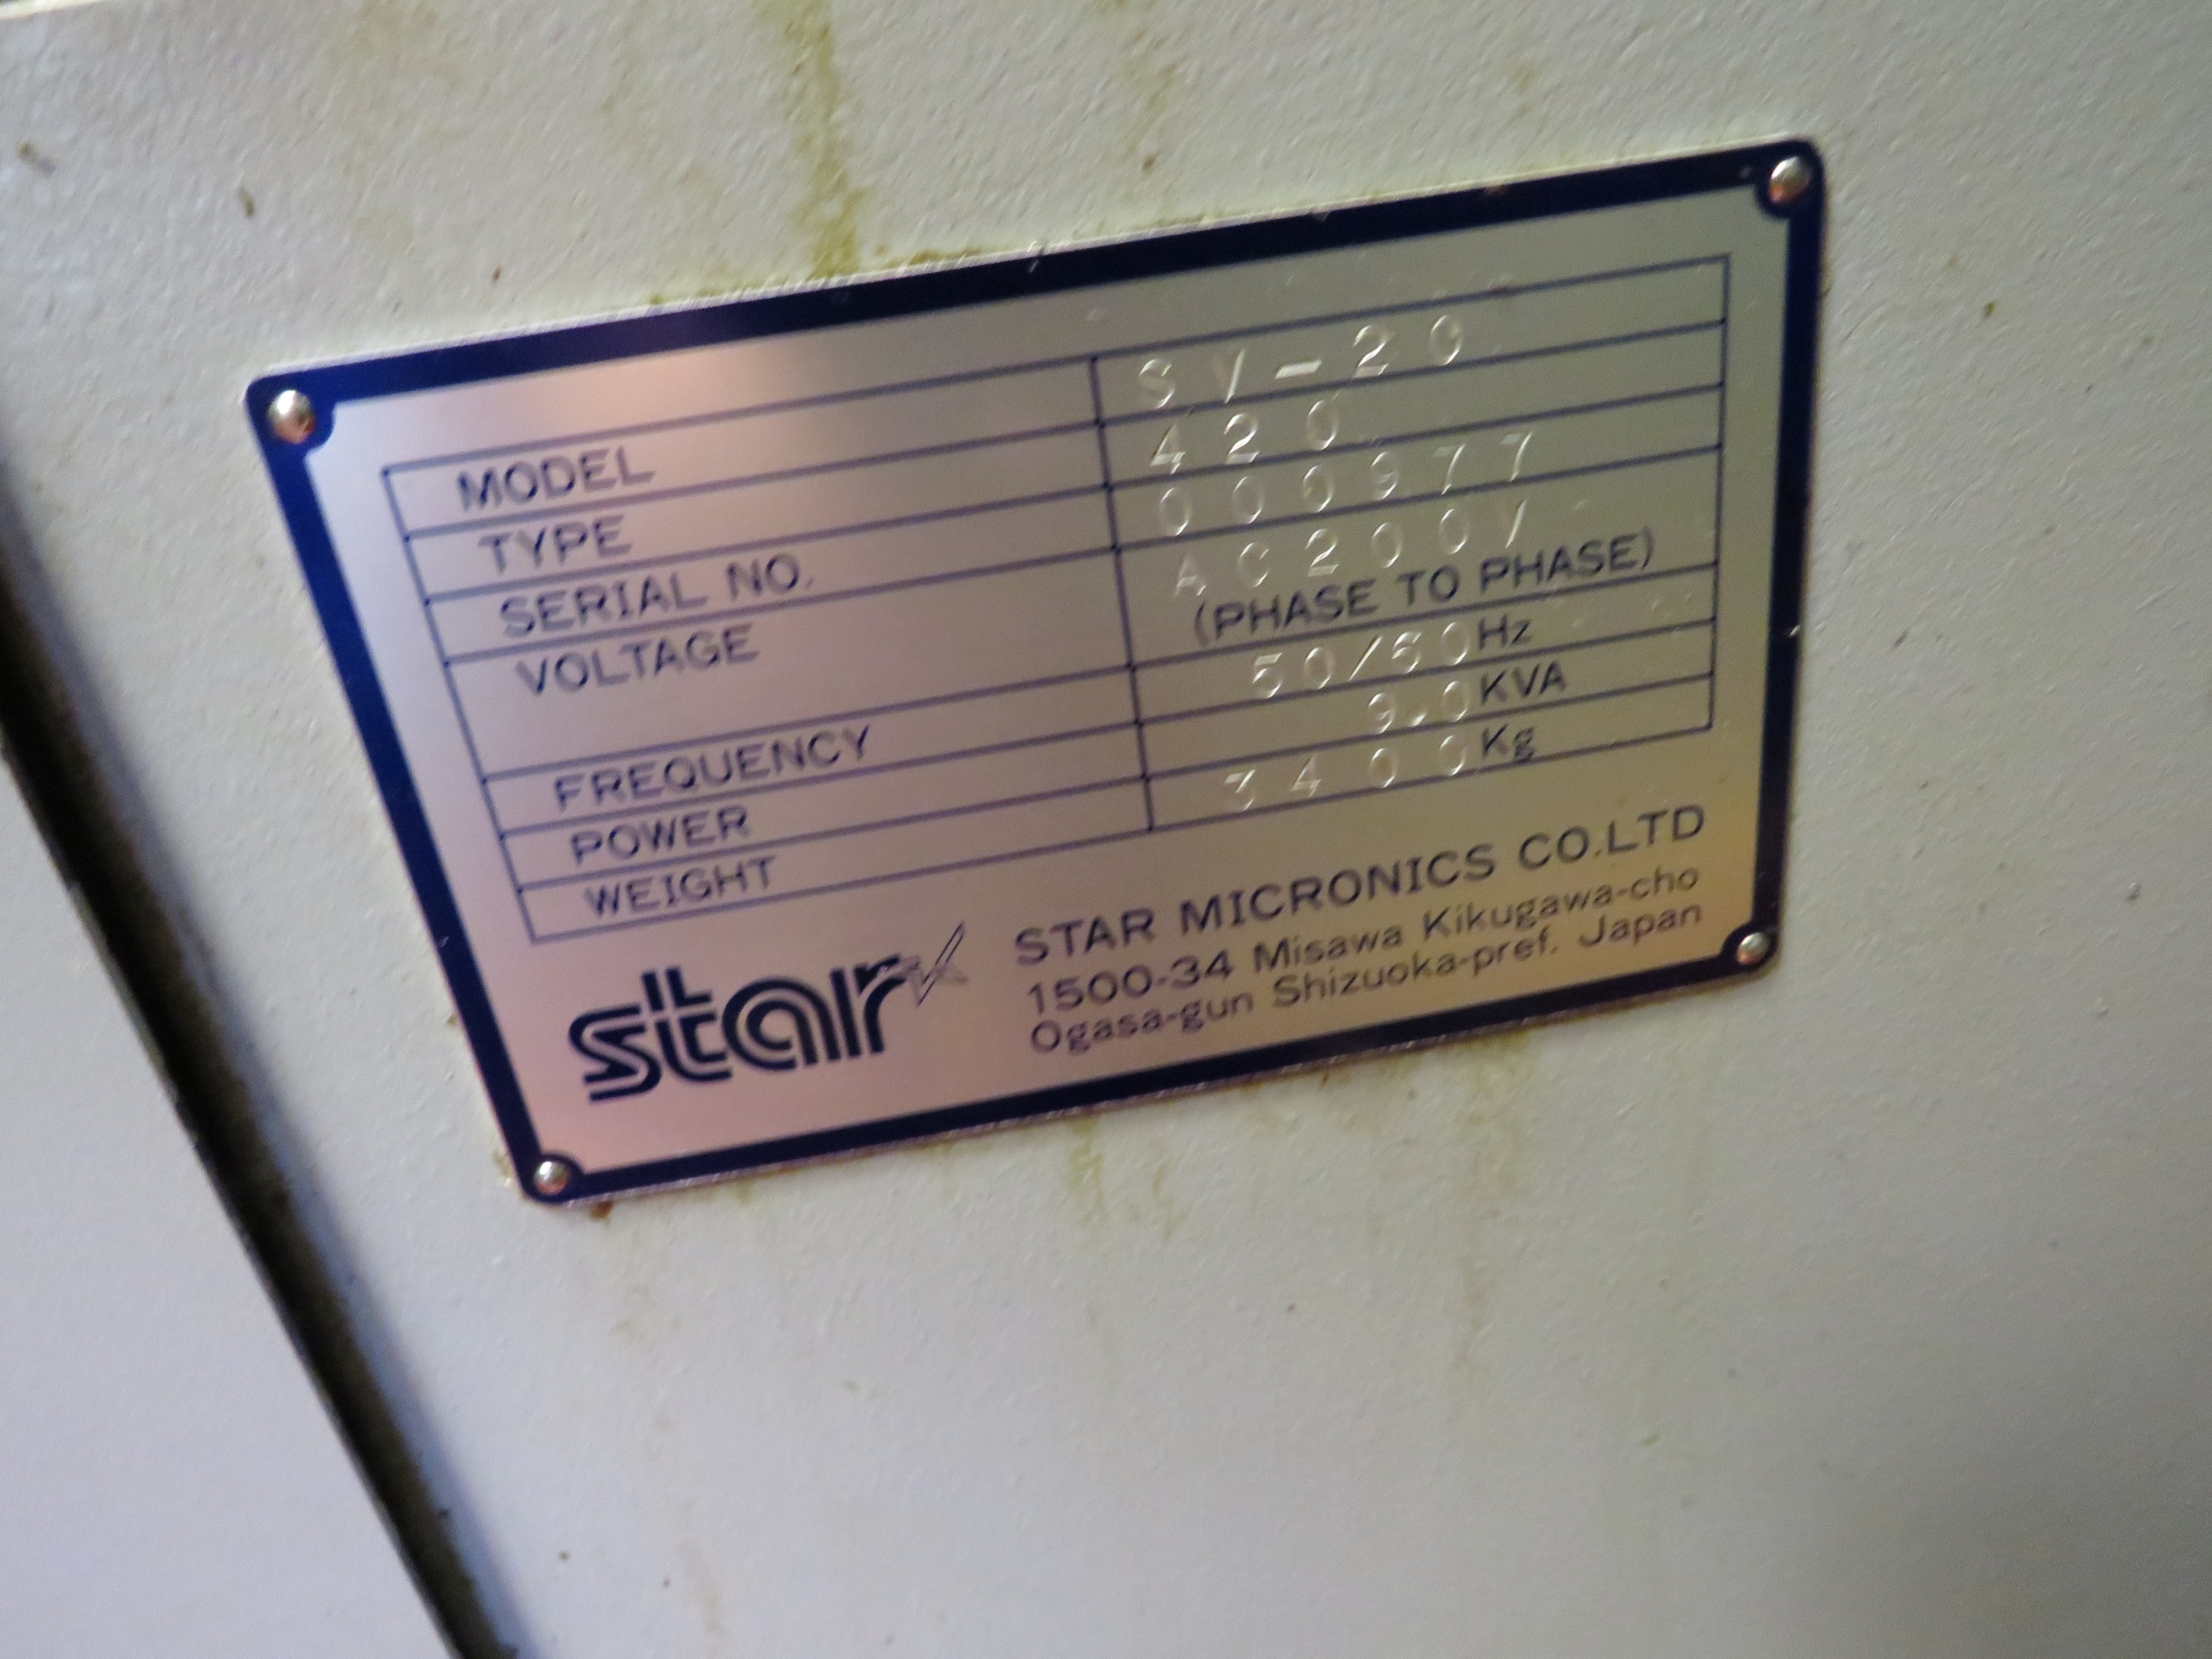 MODEL SV-20
TYPE 420
SERIAL NO. 000977
VOLTAGE AC200V
(PHASE TO PHASE)
FREQUENCY 50/60Hz
POWER 9.0KVA
WEIGHT 3400Kg
star
STAR MICRONICS CO.LTD
1500-34 Misawa Kikugawa-cho
Ogasa-gun Shizuoka-pref. Japan